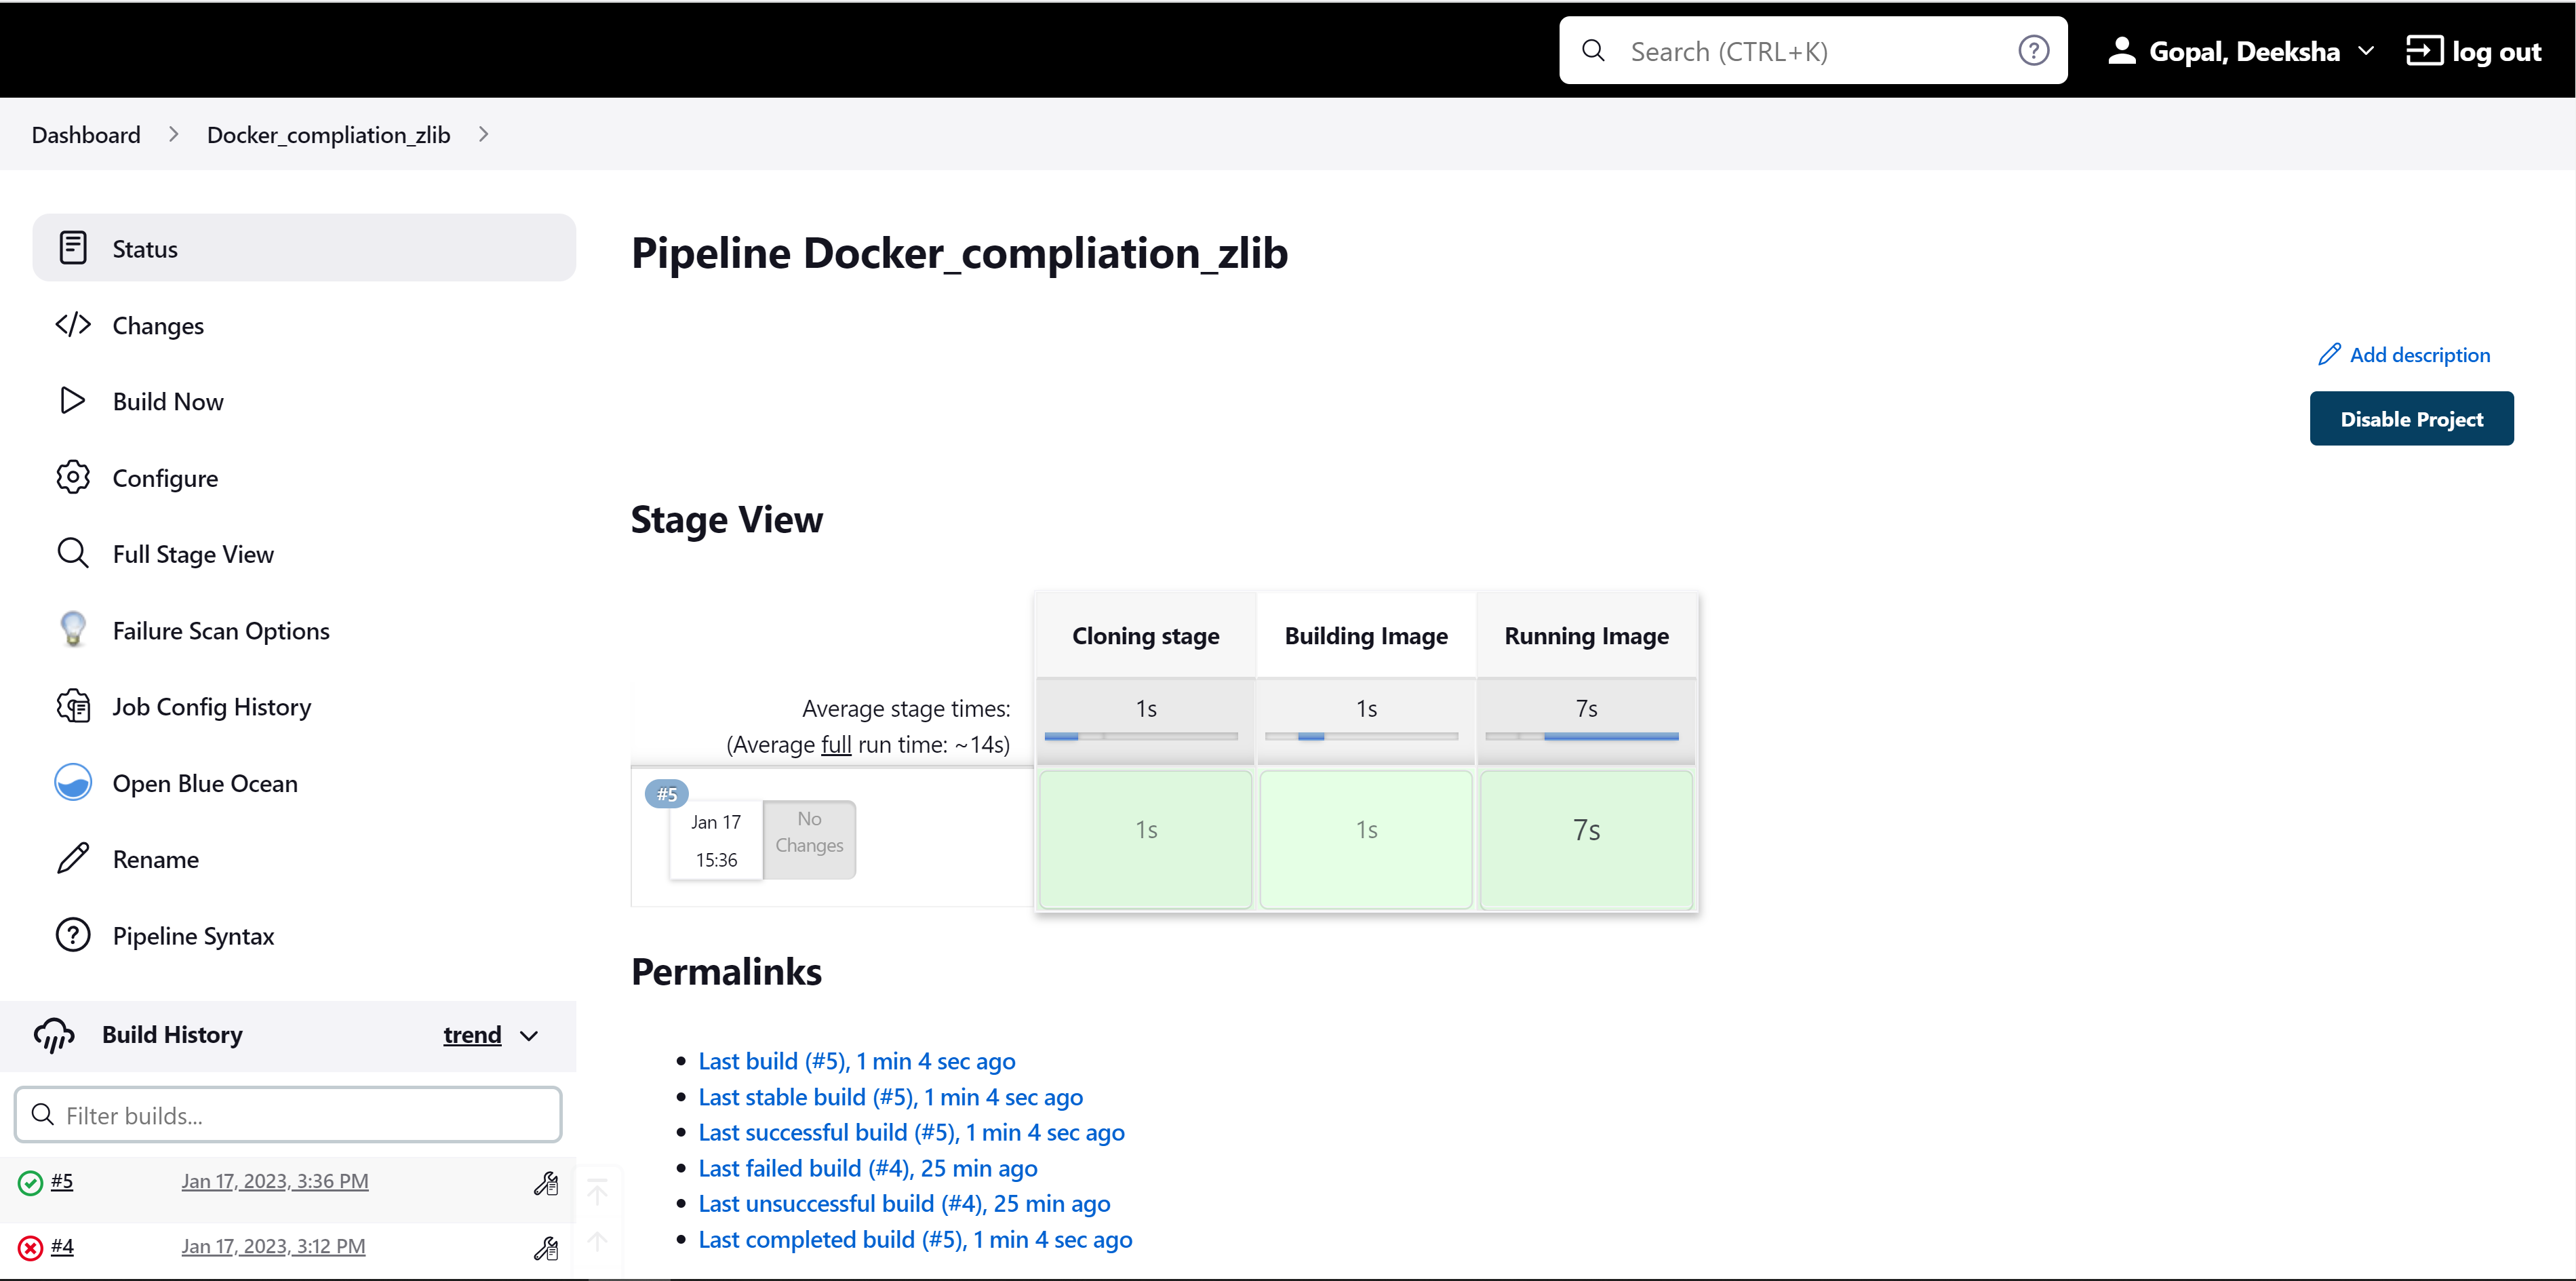 Search (CTRL+K)
Gopal, Deeksha
log out
Dashboard
Docker_compliation_zlib
Status
Changes
Build Now
Configure
Full Stage View
Failure Scan Options
Job Config History
Open Blue Ocean
Rename
Pipeline Syntax
Build History
trend
Filter builds...
#5
Jan 17, 2023, 3:36 PM
#4
Jan 17, 2023, 3:12 PM
Pipeline Docker_compliation_zlib
Add description
Disable Project
Stage View
Cloning stage
Building Image
Running Image
Average stage times:
(Average full run time: ~14s)
1s
1s
7s
#5
Jan 17
15:36
No
Changes
1s
1s
7s
Permalinks
Last build (#5), 1 min 4 sec ago
Last stable build (#5), 1 min 4 sec ago
Last successful build (#5), 1 min 4 sec ago
Last failed build (#4), 25 min ago
Last unsuccessful build (#4), 25 min ago
Last completed build (#5), 1 min 4 sec ago